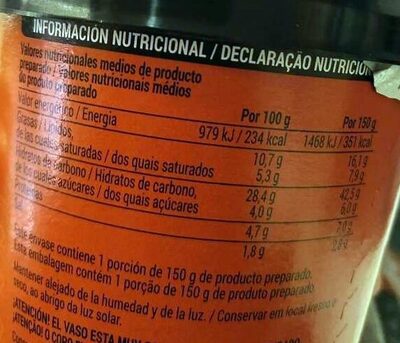 INFORMACIÓN NUTRICIONAL / DECLARAÇÃO NUTRICION
Valores nutricionales medios de producto
preparado / Valores nutricionais médios
do produto preparado
Por 100 g Por 150 g
Valor energético / Energia 979 kJ / 234 kcal 1468 kJ / 351 kcal
Grasas / Lípidos, 10,7 g 16,1 g
de las cuales saturadas / dos quais saturados 5,3 g 7,9 g
Hidratos de carbono / Hidratos de carbono, 28,4 g 42,5 g
de los cuales azúcares / dos quais açúcares 4,0 g 6,0 g
Proteínas 4,7 g 7,0 g
Sal 1,8 g
Este envase contiene 1 porción de 150 g de producto preparado.
Esta embalagem contém 1 porção de 150 g de produto preparado.
Mantener alejado de la humedad y de la luz. / Conservar em local fresco e
seco, ao abrigo da luz solar.
¡ATENCIÓN! EL VASO ESTA MUY
ATENÇÃO! O COPO